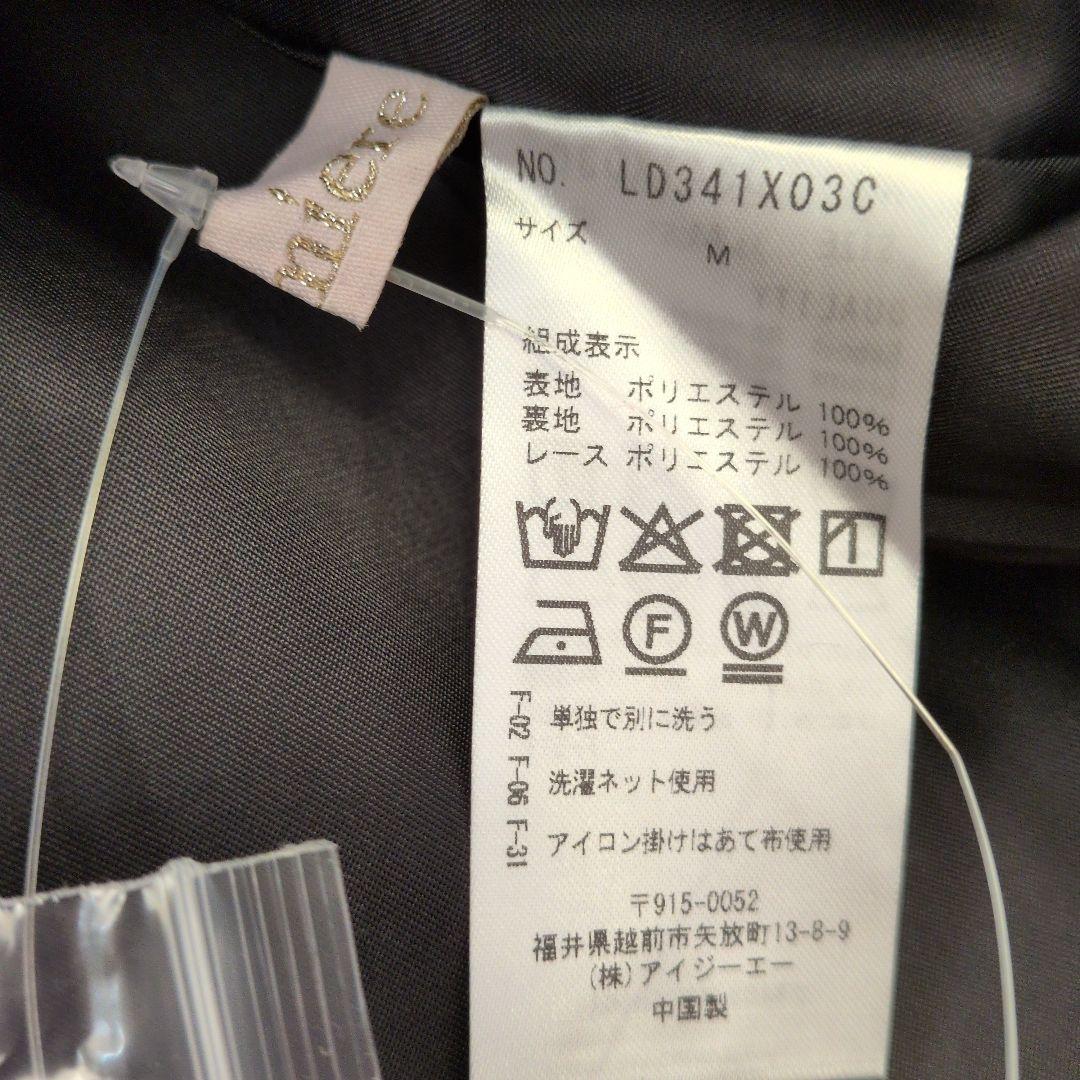 nière
NO. LD341X03C
サイズ
M
組成表示
表地 ポリエステル 100%
裏地 ポリエステル 100%
レース ポリエステル 100%
F
W
F-02 単独で別に洗う
F-06 洗濯ネット使用
F-31 アイロン掛けはあて布使用
〒915-0052
福井県越前市矢放町13-8-9
(株)アイジーエー
中国製